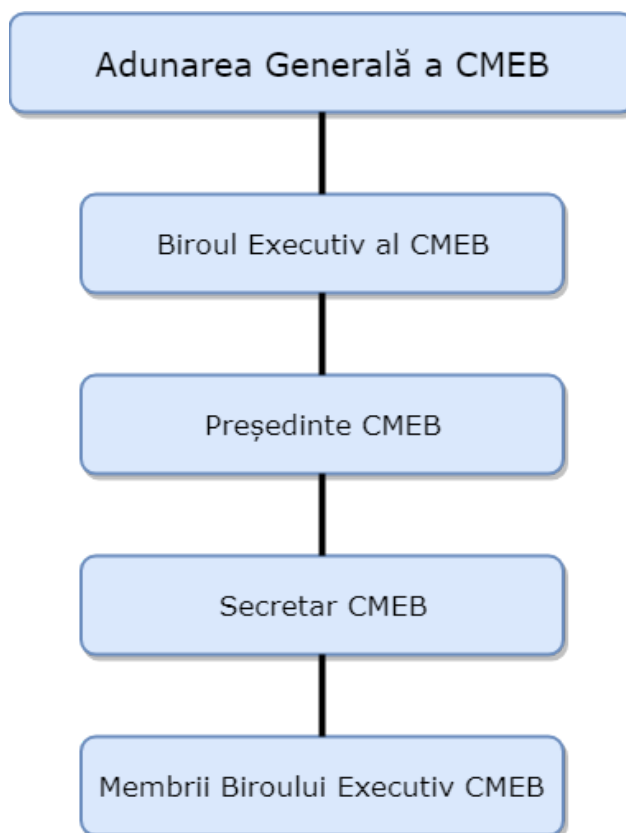 Adunarea Generală a CMEB
Biroul Executiv al CMEB
Președinte CMEB
Secretar CMEB
Membrii Biroului Executiv CMEB